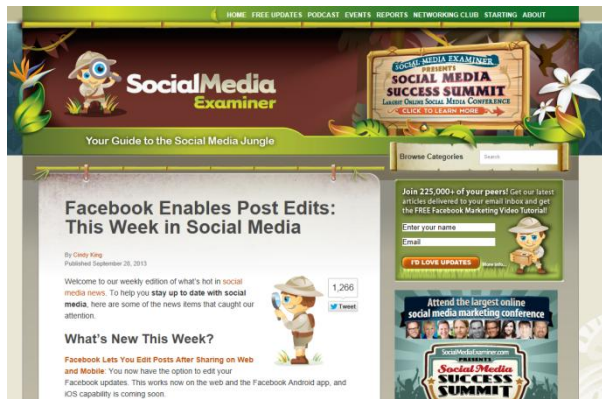 HOME FREE UPDATES PODCAST EVENTS REPORTS NETWORKING CLUB STARTING ABOUT
SocialMedia
Examiner
SOCIAL MEDIA EXAMINER
PRESENTS
SOCIAL MEDIA
SUCCESS SUMMIT
LARGEST ONLINE SOCIAL MEDIA CONFERENCE
CLICK TO LEARN MORE
Your Guide to the Social Media Jungle
Browse Categories
Search
Facebook Enables Post Edits:
This Week in Social Media
By Cindy King
Published September 28, 2013
Welcome to our weekly edition of what's hot in social
media news. To help you stay up to date with social
media, here are some of the news items that caught our
attention.
1,266
Tweet
What's New This Week?
Facebook Lets You Edit Posts After Sharing on Web
and Mobile: You now have the option to edit your
Facebook updates. This works now on the web and the Facebook Android app, and
iOS capability is coming soon.
Join 225,000+ of your peers! Get our latest
articles delivered to your email inbox and get
the FREE Facebook Marketing Video Tutorial!
Enter your name
Email
I'D LOVE UPDATES
More info...
Attend the largest online
social media marketing conference
SocialMediaExaminer.com
PRESENTS
Social Media
SUCCESS
SUMMIT